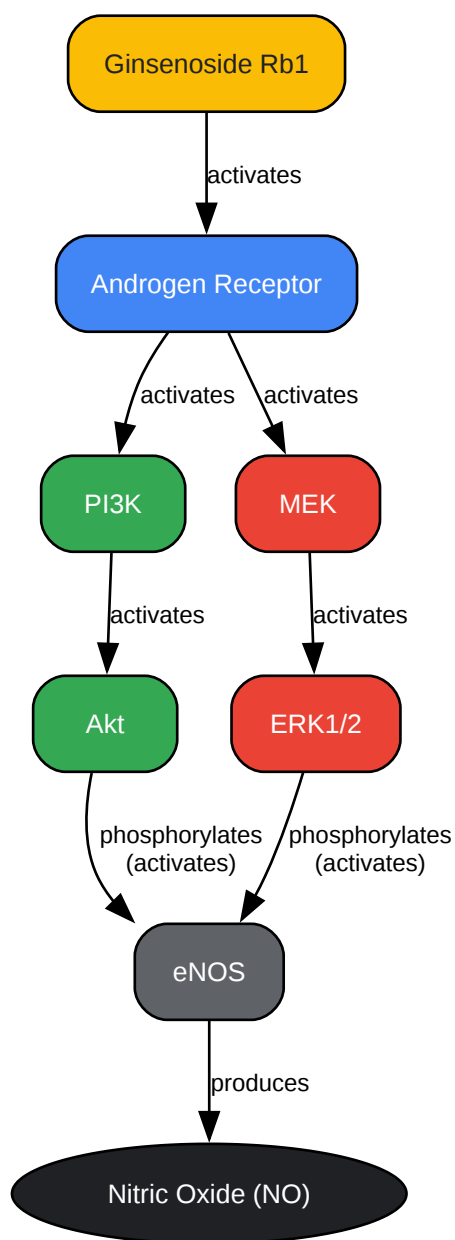 Ginsenoside Rb1
activates
Androgen Receptor
activates
activates
PI3K
MEK
activates
activates
Akt
ERK1/2
phosphorylates
(activates)
phosphorylates
(activates)
eNOS
produces
Nitric Oxide (NO)